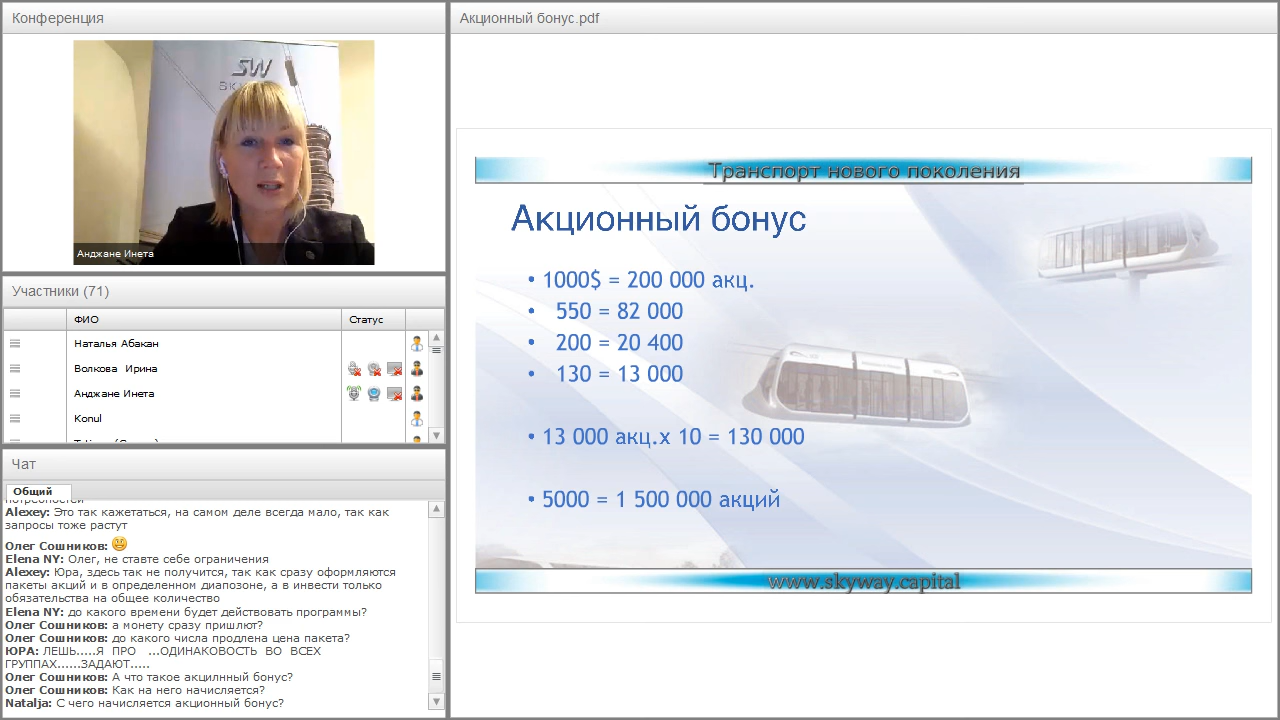 Конференция
SW
Анджане Инета
Участники (71)
ФИО
Статус
Наталья Абакан
Волкова Ирина
Анджане Инета
Konul
Чат
Общий
потребностей
Alexey: Это так кажетаться, на самом деле всегда мало, так как
запросы тоже растут
Олег Сошников:
Elena NY: Олег, не ставте себе ограничения
Alexey: Юра, здесь так не получится, так как сразу оформляются
пакеты акций и в определенном диапозоне, а в инвести только
обязательства на общее количество
Elena NY: до какого времени будет действовать программы?
Олег Сошников: а монету сразу пришлют?
Олег Сошников: до какого числа продлена цена пакета?
ЮРА: ЛЕШЬ.....Я ПРО ...ОДИНАКОВОСТЬ ВО ВСЕХ
ГРУППАХ......ЗАДАЮТ.....
Олег Сошников: А что такое акцилнный бонус?
Олег Сошников: Как на него начисляется?
Natalja: С чего начисляется акционный бонус?
Акционный бонус.pdf
Транспорт нового поколения
Акционный бонус
• 1000$ = 200 000 акц.
• 550 = 82 000
• 200 = 20 400
• 130 = 13 000
• 13 000 акц.х 10 = 130 000
• 5000 = 1 500 000 акций
www.skyway.capital